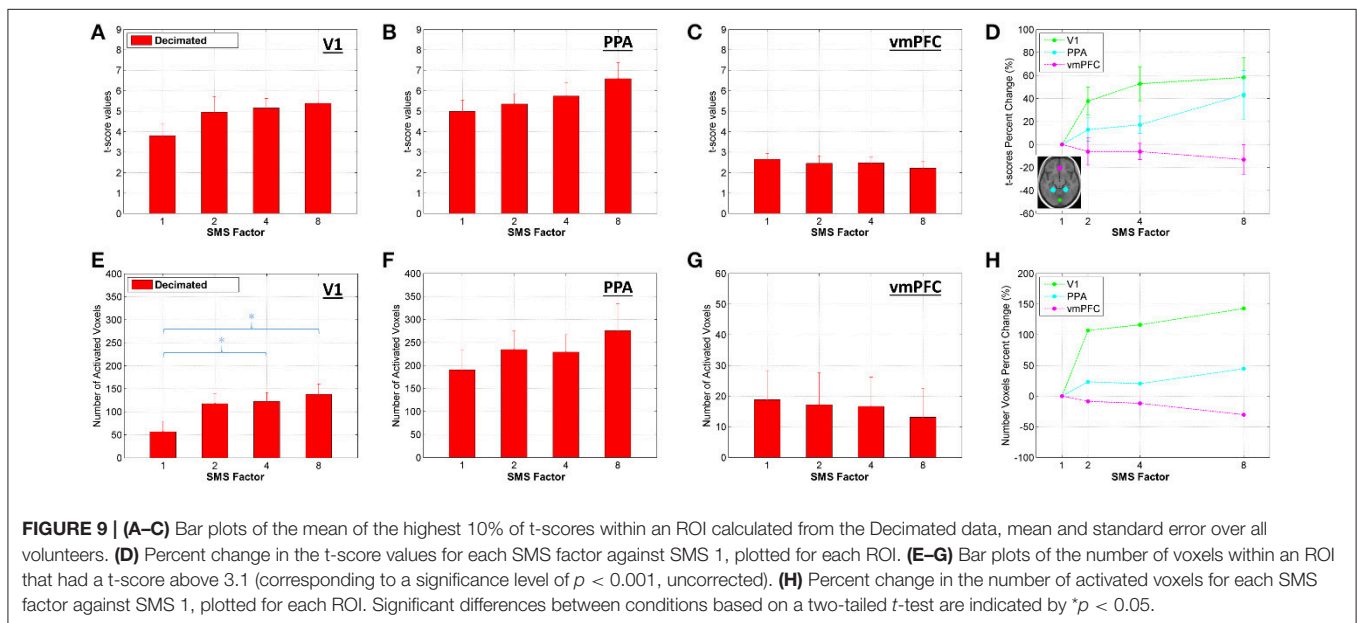 A
Decimated
V1
9
8
7
6
5
4
3
2
1
0
t-score values
1 2 4 8
SMS Factor
B
PPA
9
8
7
6
5
4
3
2
1
0
t-score values
1 2 4 8
SMS Factor
C
vmPFC
9
8
7
6
5
4
3
2
1
0
t-score values
1 2 4 8
SMS Factor
D
V1
PPA
vmPFC
100
80
60
40
20
0
-20
-40
-60
t-scores Percent Change (%)
1 2 4 8
SMS Factor
E
Decimated
V1
400
350
300
250
200
150
100
50
0
Number of Activated Voxels
*
*
1 2 4 8
SMS Factor
F
PPA
400
350
300
250
200
150
100
50
0
Number of Activated Voxels
1 2 4 8
SMS Factor
G
vmPFC
60
50
40
30
20
10
0
Number of Activated Voxels
1 2 4 8
SMS Factor
H
V1
PPA
vmPFC
200
150
100
50
0
-50
-100
Number Voxels Percent Change (%)
1 2 4 8
SMS Factor
FIGURE 9 | (A–C) Bar plots of the mean of the highest 10% of t-scores within an ROI calculated from the Decimated data, mean and standard error over all
volunteers. (D) Percent change in the t-score values for each SMS factor against SMS 1, plotted for each ROI. (E–G) Bar plots of the number of voxels within an ROI
that had a t-score above 3.1 (corresponding to a significance level of p < 0.001, uncorrected). (H) Percent change in the number of activated voxels for each SMS
factor against SMS 1, plotted for each ROI. Significant differences between conditions based on a two-tailed t-test are indicated by *p < 0.05.